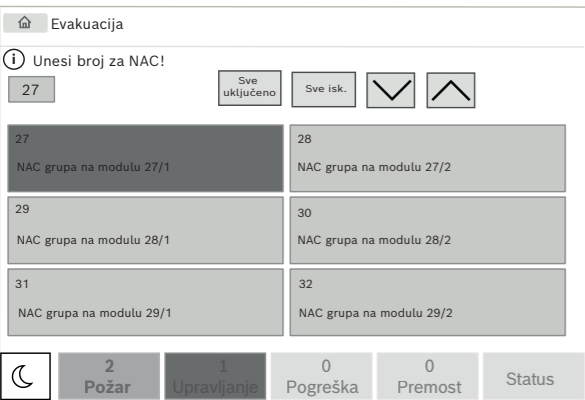 Evakuacija
Unesi broj za NAC!
27
Sve
uključeno
Sve isk.
27
NAC grupa na modulu 27/1
28
NAC grupa na modulu 27/2
29
NAC grupa na modulu 28/1
30
NAC grupa na modulu 28/2
31
NAC grupa na modulu 29/1
32
NAC grupa na modulu 29/2
2
Požar
1
Upravljanje
0
Pogreška
0
Premost
Status